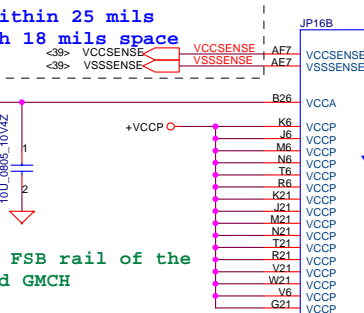 ithin 25 mils
h 18 mils space
JP16B
<39> VCCSENSE VCCSENSE AF7 VCCSENSE
<39> VSSSENSE VSSSENSE AE7 VSSSENSE
B26 VCCA
+VCCP K6 VCCP
J6 VCCP
M6 VCCP
N6 VCCP
T6 VCCP
R6 VCCP
K21 VCCP
J21 VCCP
M21 VCCP
N21 VCCP
T21 VCCP
R21 VCCP
V21 VCCP
W21 VCCP
V6 VCCP
G21 VCCP
10U_0805_10V4Z
1
2
FSB rail of the
d GMCH